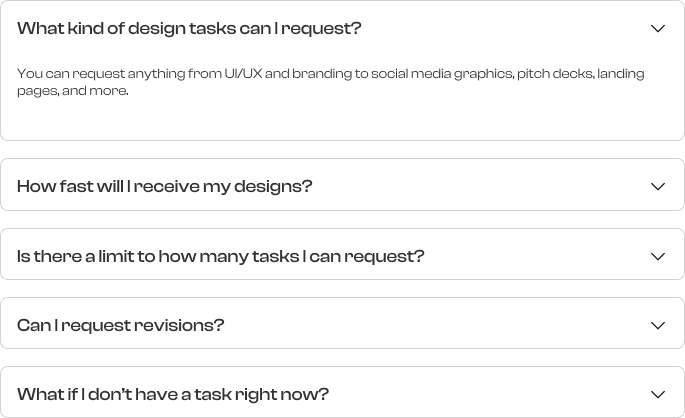 What kind of design tasks can I request?
You can request anything from UI/UX and branding to social media graphics, pitch decks, landing
pages, and more.
How fast will I receive my designs?
Is there a limit to how many tasks I can request?
Can I request revisions?
What if I don’t have a task right now?